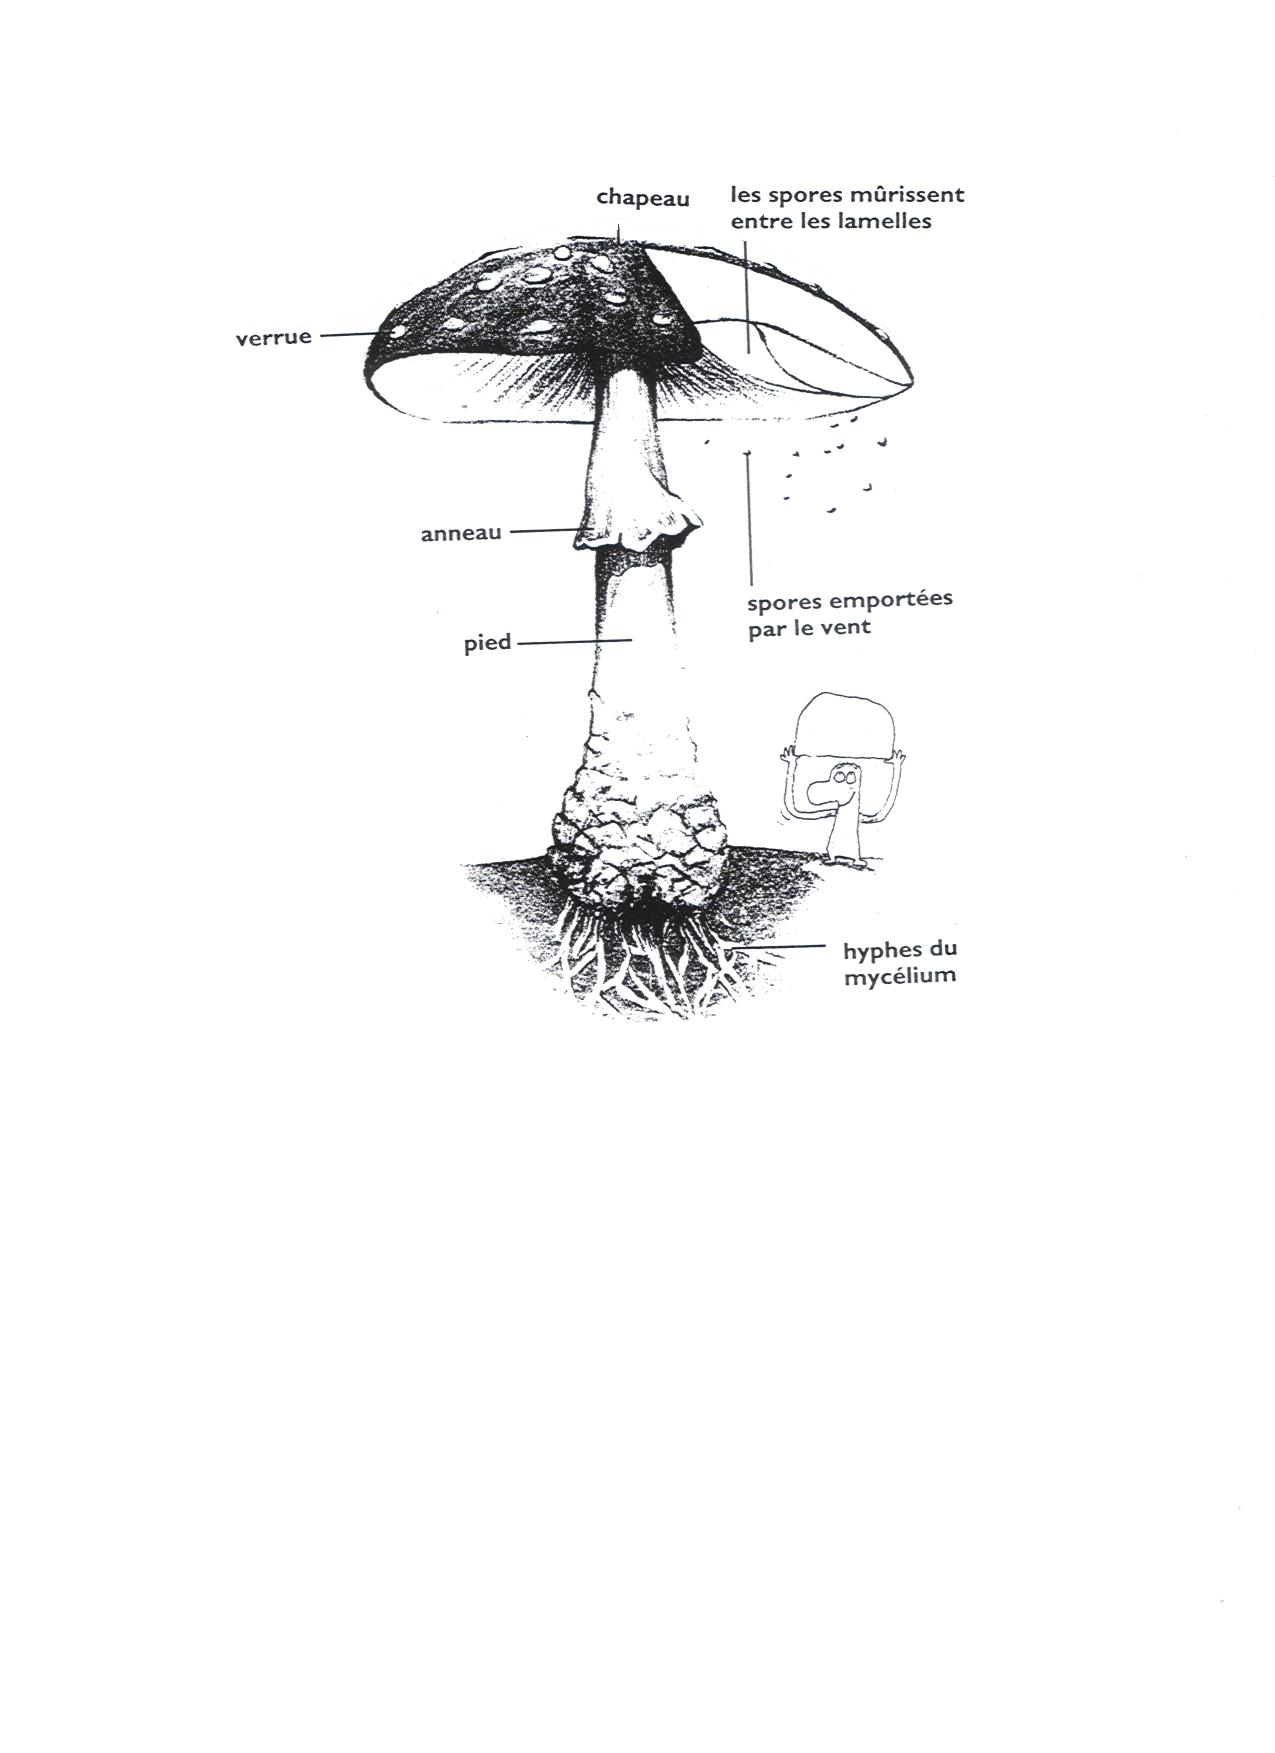 chapeau
les spores mûrissent
entre les lamelles
verrue
anneau
spores emportées
par le vent
pied
hyphes du
mycélium